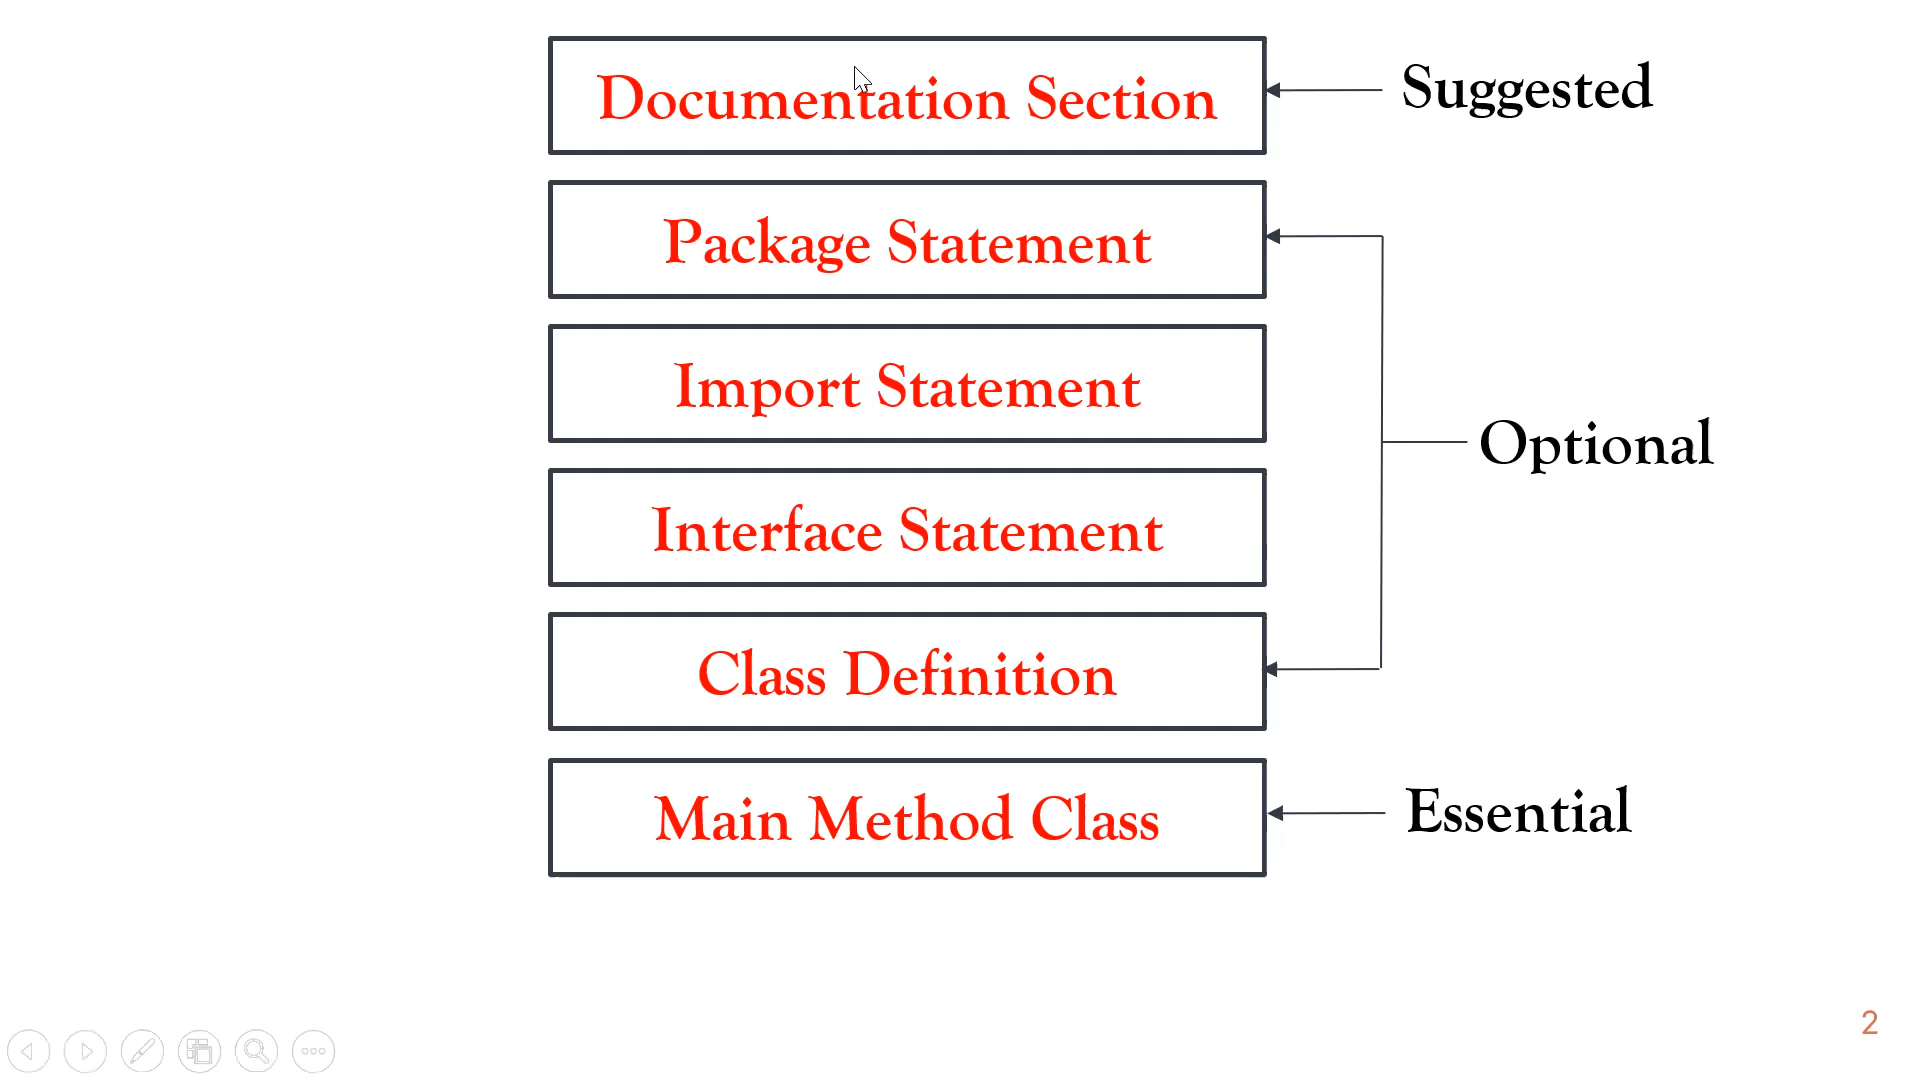 Documentation Section
Suggested
Package Statement
Import Statement
Optional
Interface Statement
Class Definition
Main Method Class
Essential
2